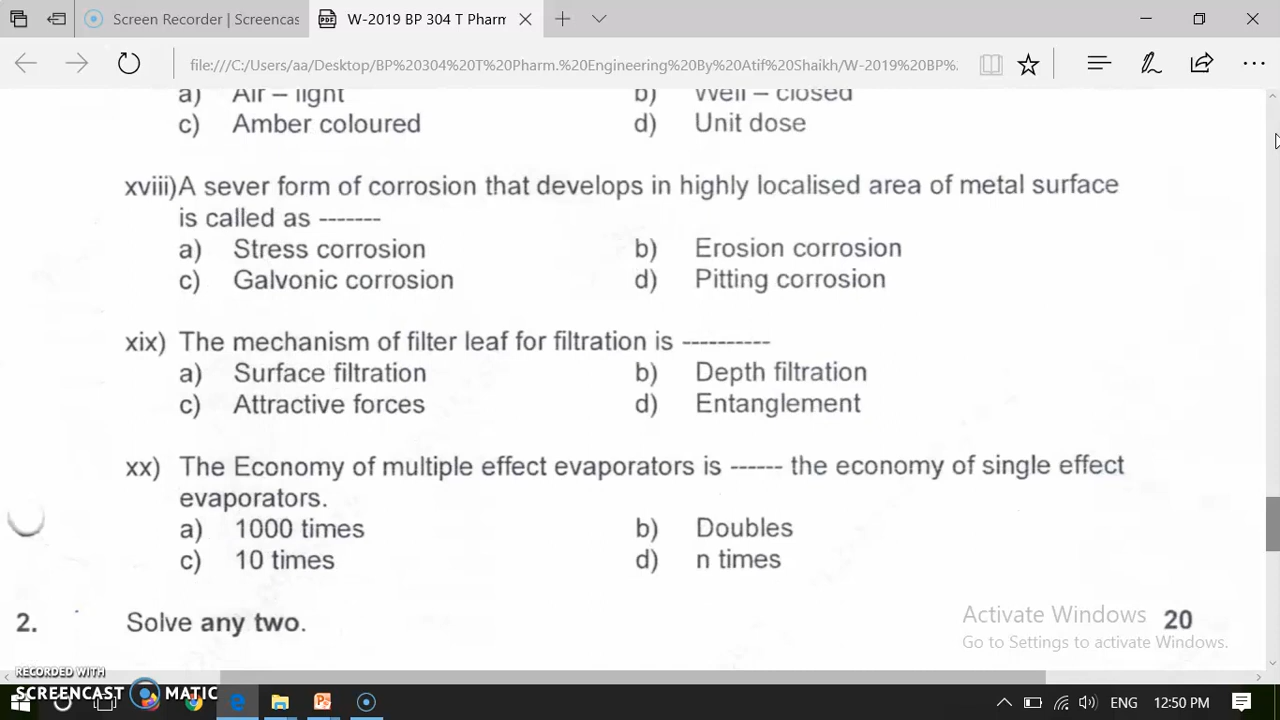 Screen Recorder | Screencas
W-2019 BP 304 T Pharm
file:///C:/Users/aa/Desktop/BP%20304%20T%20Pharm.%20Engineering%20By%20Atif%20Shaikh/W-2019%20BP%.
a) Air – light b) Well – closed
c) Amber coloured d) Unit dose
xviii)A sever form of corrosion that develops in highly localised area of metal surface
is called as -------
a) Stress corrosion b) Erosion corrosion
c) Galvonic corrosion d) Pitting corrosion
xix) The mechanism of filter leaf for filtration is ----------
a) Surface filtration b) Depth filtration
c) Attractive forces d) Entanglement
xx) The Economy of multiple effect evaporators is ------ the economy of single effect
evaporators.
a) 1000 times b) Doubles
c) 10 times d) n times
2. Solve any two. 20
Activate Windows
Go to Settings to activate Windows.
RECORDED WITH
SCREENCAST MATIC
ENG 12:50 PM